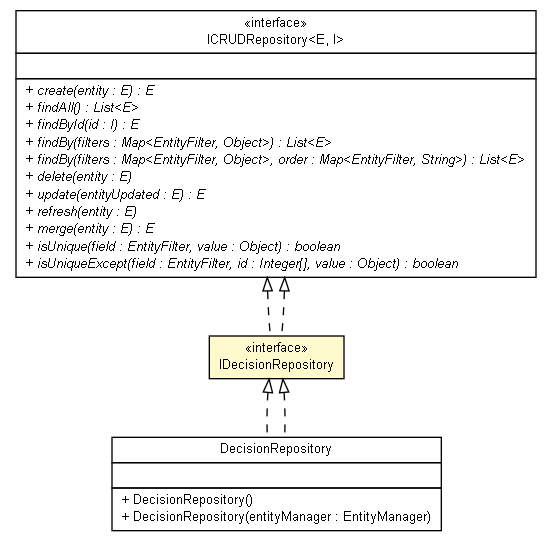 «interface»
ICRUDRepository<E, I>
+ create(entity : E) : E
+ findAll() : List<E>
+ findById(id : I) : E
+ findBy(filters : Map<EntityFilter, Object>) : List<E>
+ findBy(filters : Map<EntityFilter, Object>, order : Map<EntityFilter, String>) : List<E>
+ delete(entity : E)
+ update(entityUpdated : E) : E
+ refresh(entity : E)
+ merge(entity : E) : E
+ isUnique(field : EntityFilter, value : Object) : boolean
+ isUniqueExcept(field : EntityFilter, id : Integer[], value : Object) : boolean
«interface»
IDecisionRepository
DecisionRepository
+ DecisionRepository()
+ DecisionRepository(entityManager : EntityManager)